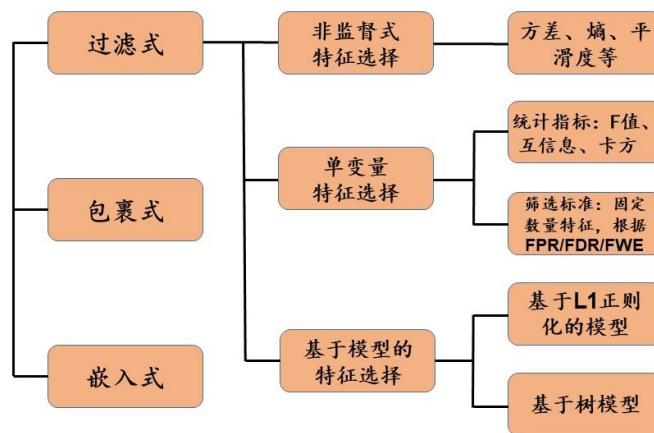 过滤式
包裹式
嵌入式
非监督式
特征选择
单变量
特征选择
基于模型的
特征选择
方差、熵、平
滑度等
统计指标：F值、
互信息、卡方
筛选标准：固定
数量特征，根据
FPR/FDR/FWE
基于L1正则
化的模型
基于树模型